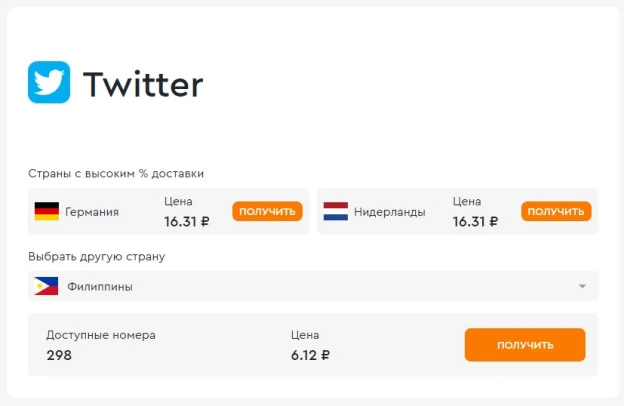 Twitter
Страны с высоким % доставки
Германия
Цена
16.31 ₽
ПОЛУЧИТЬ
Нидерланды
Цена
16.31 ₽
ПОЛУЧИТЬ
Выбрать другую страну
Филиппины
Доступные номера
298
Цена
6.12 ₽
ПОЛУЧИТЬ